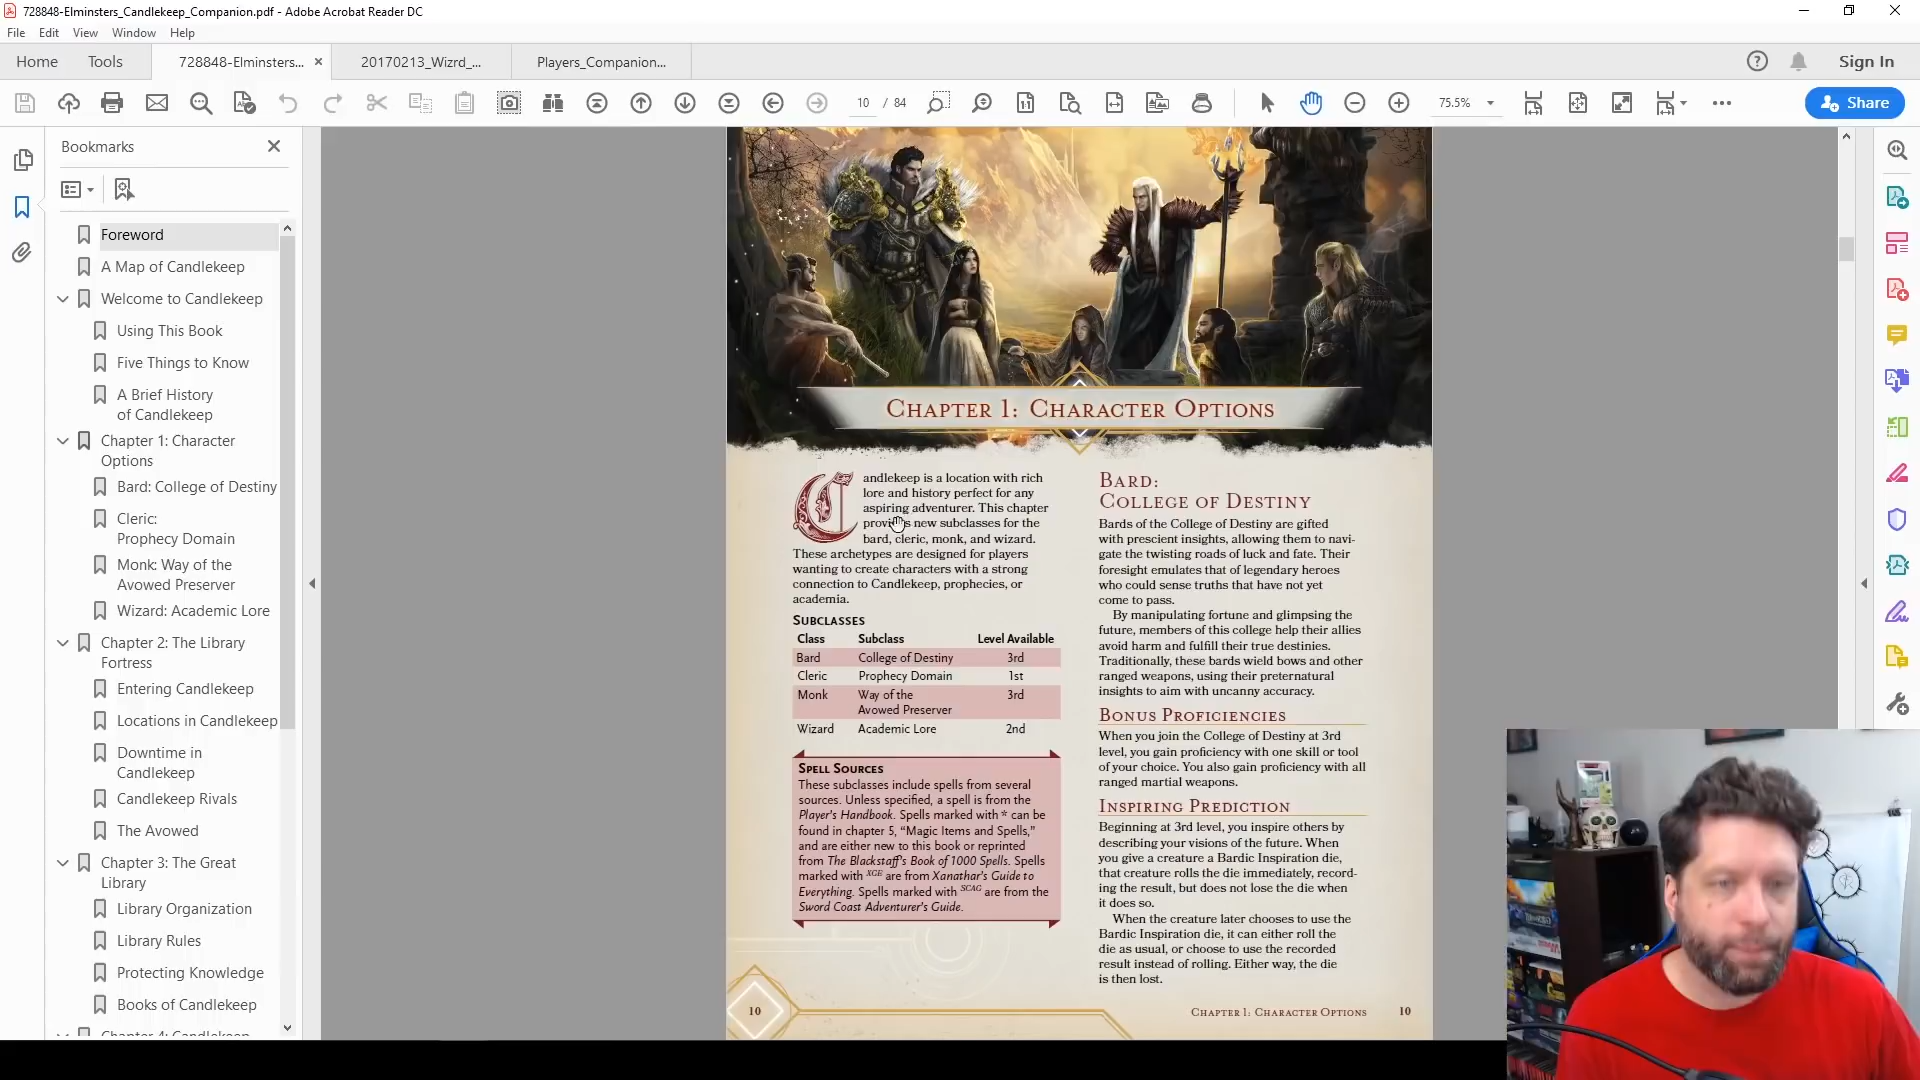 728848-Elminsters_Candlekeep_Companion.pdf - Adobe Acrobat Reader DC
File Edit View Window Help
Home Tools 728848-Elminsters... 20170213_Wizrd_... Players_Companion... Sign In
10 / 84 75.5% Share
Bookmarks
Foreword
A Map of Candlekeep
Welcome to Candlekeep
Using This Book
Five Things to Know
A Brief History
of Candlekeep
Chapter 1: Character
Options
Bard: College of Destiny
Cleric:
Prophecy Domain
Monk: Way of the
Avowed Preserver
Wizard: Academic Lore
Chapter 2: The Library
Fortress
Entering Candlekeep
Locations in Candlekeep
Downtime in
Candlekeep
Candlekeep Rivals
The Avowed
Chapter 3: The Great
Library
Library Organization
Library Rules
Protecting Knowledge
Books of Candlekeep
Chapter 4: Candlekeep
Chapter 1: Character Options
Candlekeep is a location with rich
lore and history perfect for any
aspiring adventurer. This chapter
provides new subclasses for the
bard, cleric, monk, and wizard.
These archetypes are designed for players
wanting to create characters with a strong
connection to Candlekeep, prophecies, or
academia.
Subclasses
Class Subclass Level Available
Bard College of Destiny 3rd
Cleric Prophecy Domain 1st
Monk Way of the 3rd
Avowed Preserver
Wizard Academic Lore 2nd
Spell Sources
These subclasses include spells from several
sources. Unless specified, a spell is from the
Player's Handbook. Spells marked with * can be
found in chapter 5, “Magic Items and Spells,”
and are either new to this book or reprinted
from The Blackstaff's Book of 1000 Spells. Spells
marked with XGE are from Xanathar's Guide to
Everything. Spells marked with SCAG are from the
Sword Coast Adventurer's Guide.
Bard:
College of Destiny
Bards of the College of Destiny are gifted
with prescient insights, allowing them to navi-
gate the twisting roads of luck and fate. Their
foresight emulates that of legendary heroes
who could sense truths that have not yet
come to pass.
By manipulating fortune and glimpsing the
future, members of this college help their allies
avoid harm and fulfill their true destinies.
Traditionally, these bards wield bows and other
ranged weapons, using their preternatural
insights to aim with uncanny accuracy.
Bonus Proficiencies
When you join the College of Destiny at 3rd
level, you gain proficiency with one skill or tool
of your choice. You also gain proficiency with all
ranged martial weapons.
Inspiring Prediction
Beginning at 3rd level, you inspire others by
describing your visions of the future. When
you give a creature a Bardic Inspiration die,
that creature rolls the die immediately, record-
ing the result, but does not lose the die when
it does so.
When the creature later chooses to use the
Bardic Inspiration die, it can either roll the
die as usual, or choose to use the recorded
result instead of rolling. Either way, the die
is then lost.
10 Chapter 1: Character Options 10